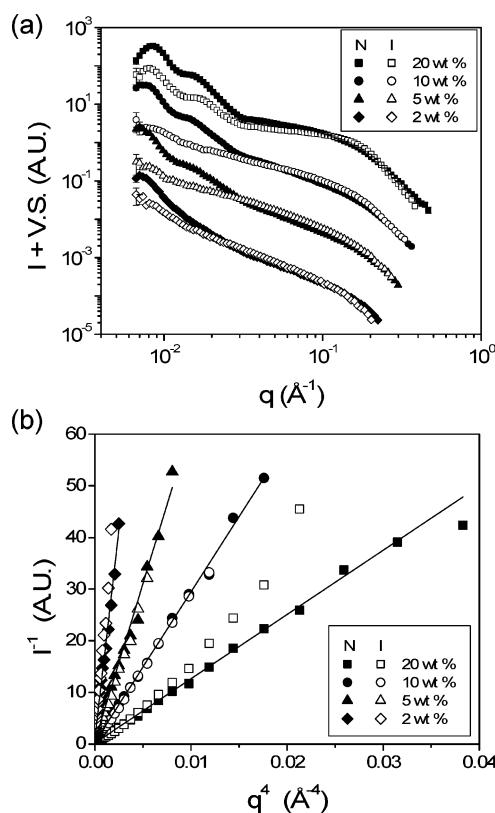 (a)
10³
10¹
10⁻¹
10⁻³
10⁻⁵
I + V.S. (A.U.)
N I
20 wt %
10 wt %
5 wt %
2 wt %
10⁻² 10⁻¹ 10⁰
q (Å⁻¹)
(b)
60
50
40
30
20
10
0
I⁻¹ (A.U.)
N I
20 wt %
10 wt %
5 wt %
2 wt %
0.00 0.01 0.02 0.03 0.04
q⁴ (Å⁻⁴)